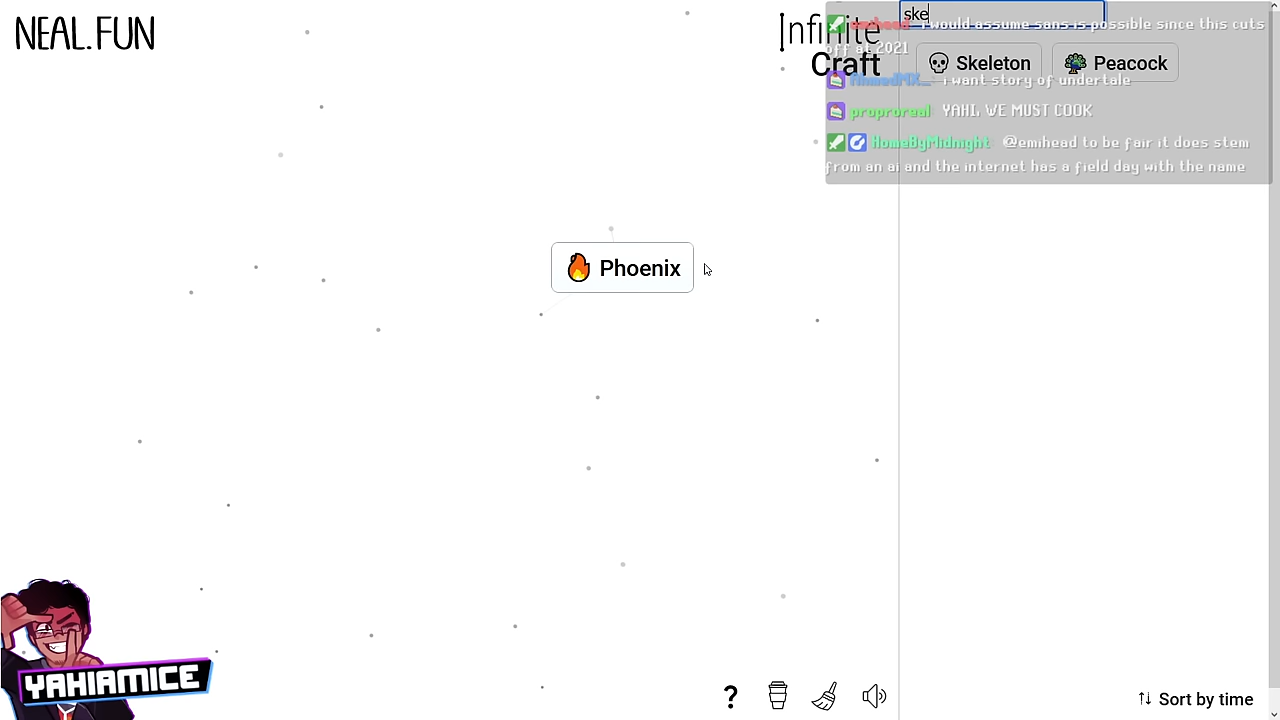 NEAL.FUN
Infinite
Craft
ske
i would assume sans is possible since this cuts
off at 2021
Skeleton
Peacock
AhmedMX_: i want story of undertale
proproreal: YAHI, WE MUST COOK
HomeByMidnight: @emihead to be fair it does stem
from an ai and the internet has a field day with the name
Phoenix
YAHIAMICE
?
Sort by time